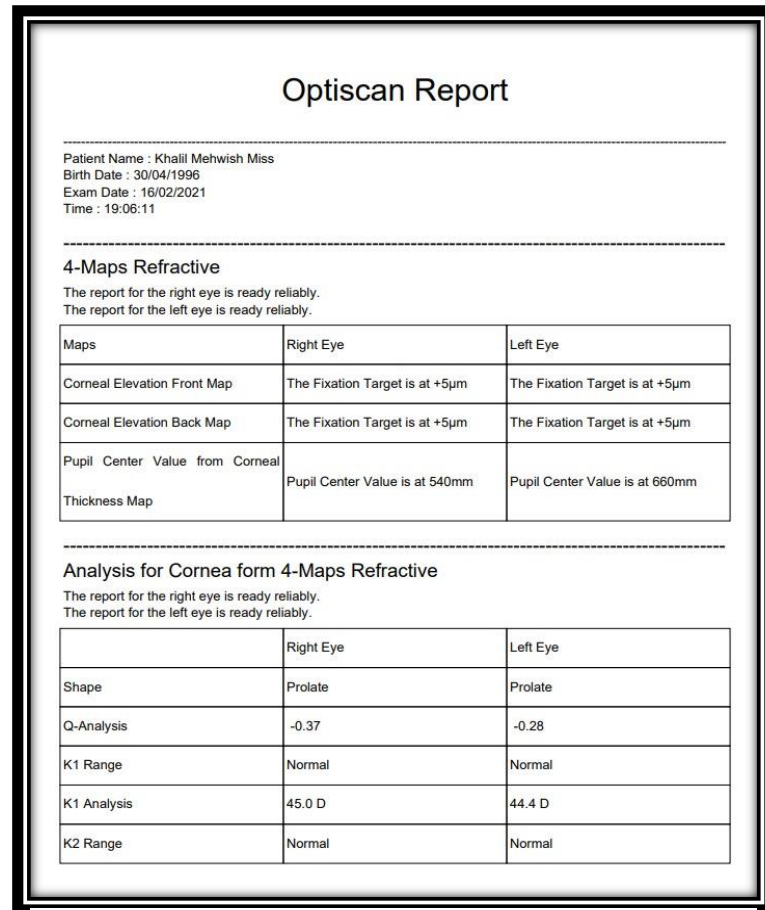 Optiscan Report
Patient Name : Khalil Mehwish Miss
Birth Date : 30/04/1996
Exam Date : 16/02/2021
Time : 19:06:11
4-Maps Refractive
The report for the right eye is ready reliably.
The report for the left eye is ready reliably.
Maps Right Eye Left Eye
Corneal Elevation Front Map The Fixation Target is at +5µm The Fixation Target is at +5µm
Corneal Elevation Back Map The Fixation Target is at +5µm The Fixation Target is at +5µm
Pupil Center Value from Corneal
Thickness Map Pupil Center Value is at 540mm Pupil Center Value is at 660mm
Analysis for Cornea form 4-Maps Refractive
The report for the right eye is ready reliably.
The report for the left eye is ready reliably.
Right Eye Left Eye
Shape Prolate Prolate
Q-Analysis -0.37 -0.28
K1 Range Normal Normal
K1 Analysis 45.0 D 44.4 D
K2 Range Normal Normal